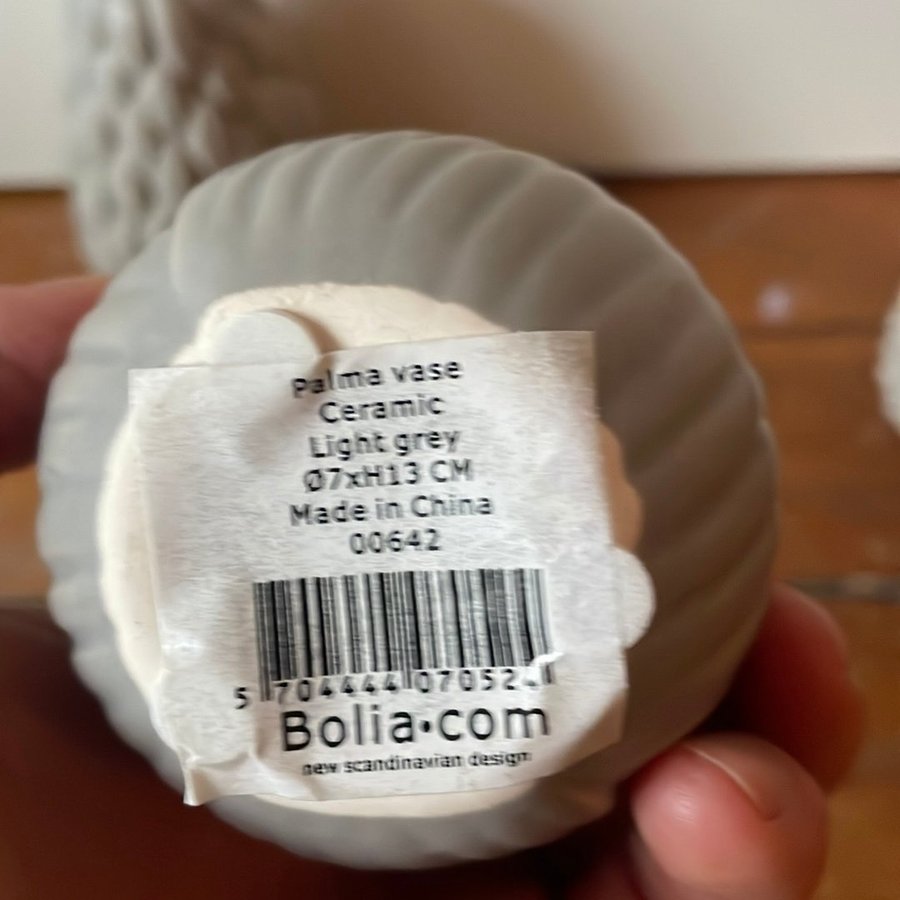 Palma vase
Ceramic
Light grey
Ø7xH13 CM
Made in China
00642
5 704444 07052
Bolia•com
new scandinavian design